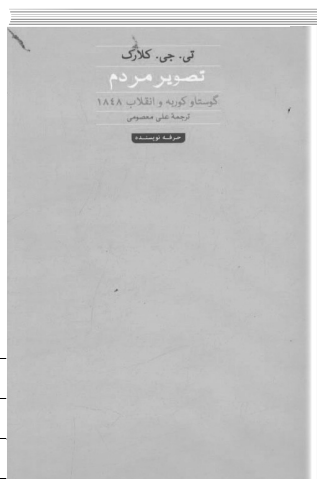 تی. جی. کلارک
تصویر مردم
گوستاو کوربه و انقلاب ۱۸۴۸
ترجمهٔ علی معصومی
حرفه نویسنده